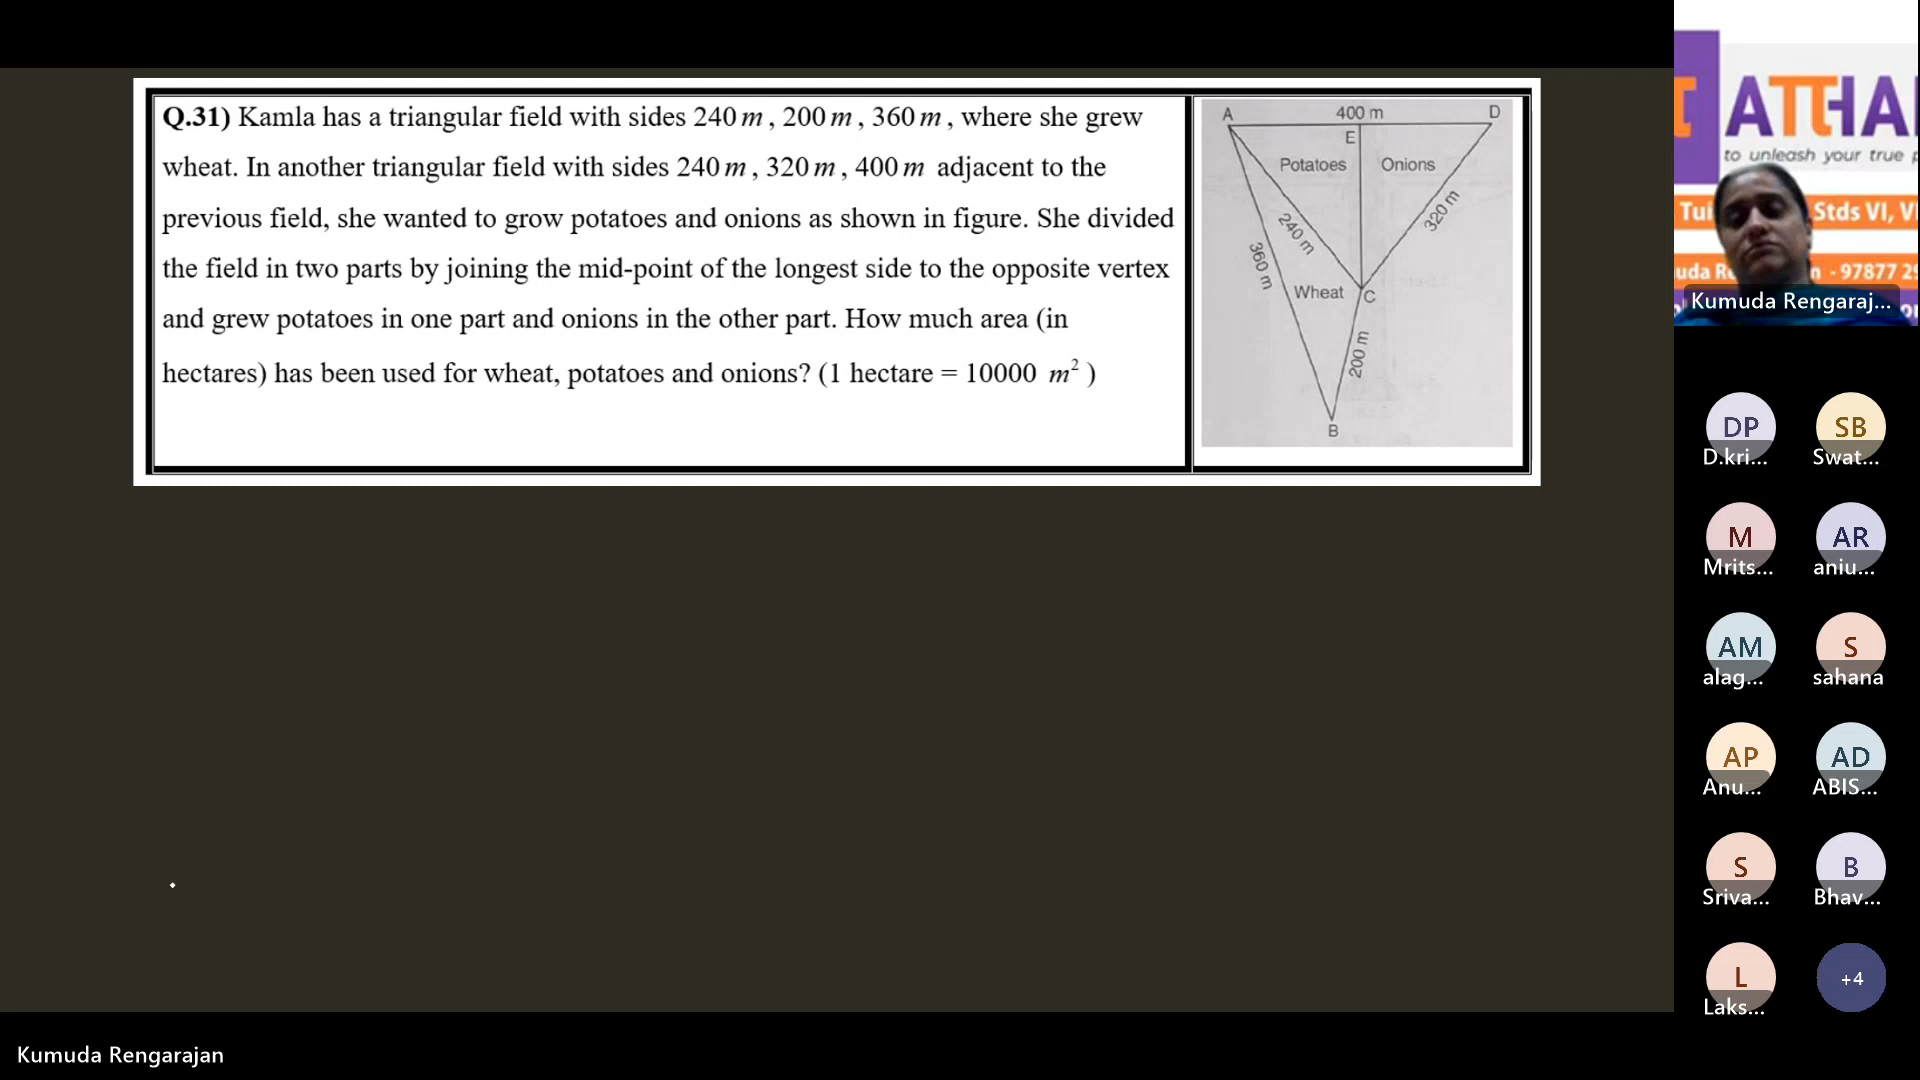 Q.31) Kamla has a triangular field with sides 240 m , 200 m , 360 m , where she grew
wheat. In another triangular field with sides 240 m , 320 m , 400 m adjacent to the
previous field, she wanted to grow potatoes and onions as shown in figure. She divided
the field in two parts by joining the mid-point of the longest side to the opposite vertex
and grew potatoes in one part and onions in the other part. How much area (in
hectares) has been used for wheat, potatoes and onions? (1 hectare = 10000 m² )
A 400 m D
E
Potatoes Onions
240 m
320 m
360 m
Wheat C
200 m
B
ATTHA
to unleash your true p
Tui Stds VI, V
- 97877 29
Kumuda Rengaraj...
DP
D.kri...
SB
Swat...
M
Mrits...
AR
aniu...
AM
alag...
S
sahana
AP
Anu...
AD
ABIS...
S
Sriva...
B
Bhav...
L
Laks...
+4
Kumuda Rengarajan